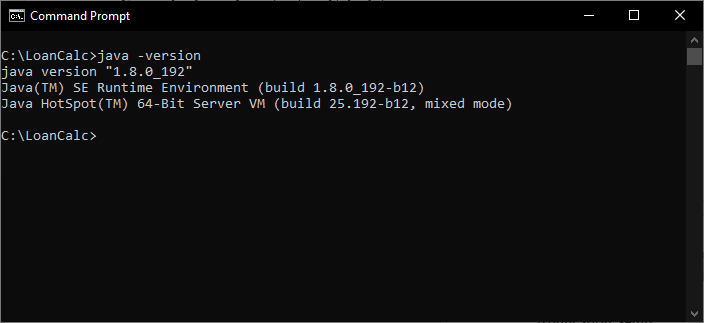 Command Prompt
C:\LoanCalc>java -version
java version "1.8.0_192"
Java(TM) SE Runtime Environment (build 1.8.0_192-b12)
Java HotSpot(TM) 64-Bit Server VM (build 25.192-b12, mixed mode)
C:\LoanCalc>